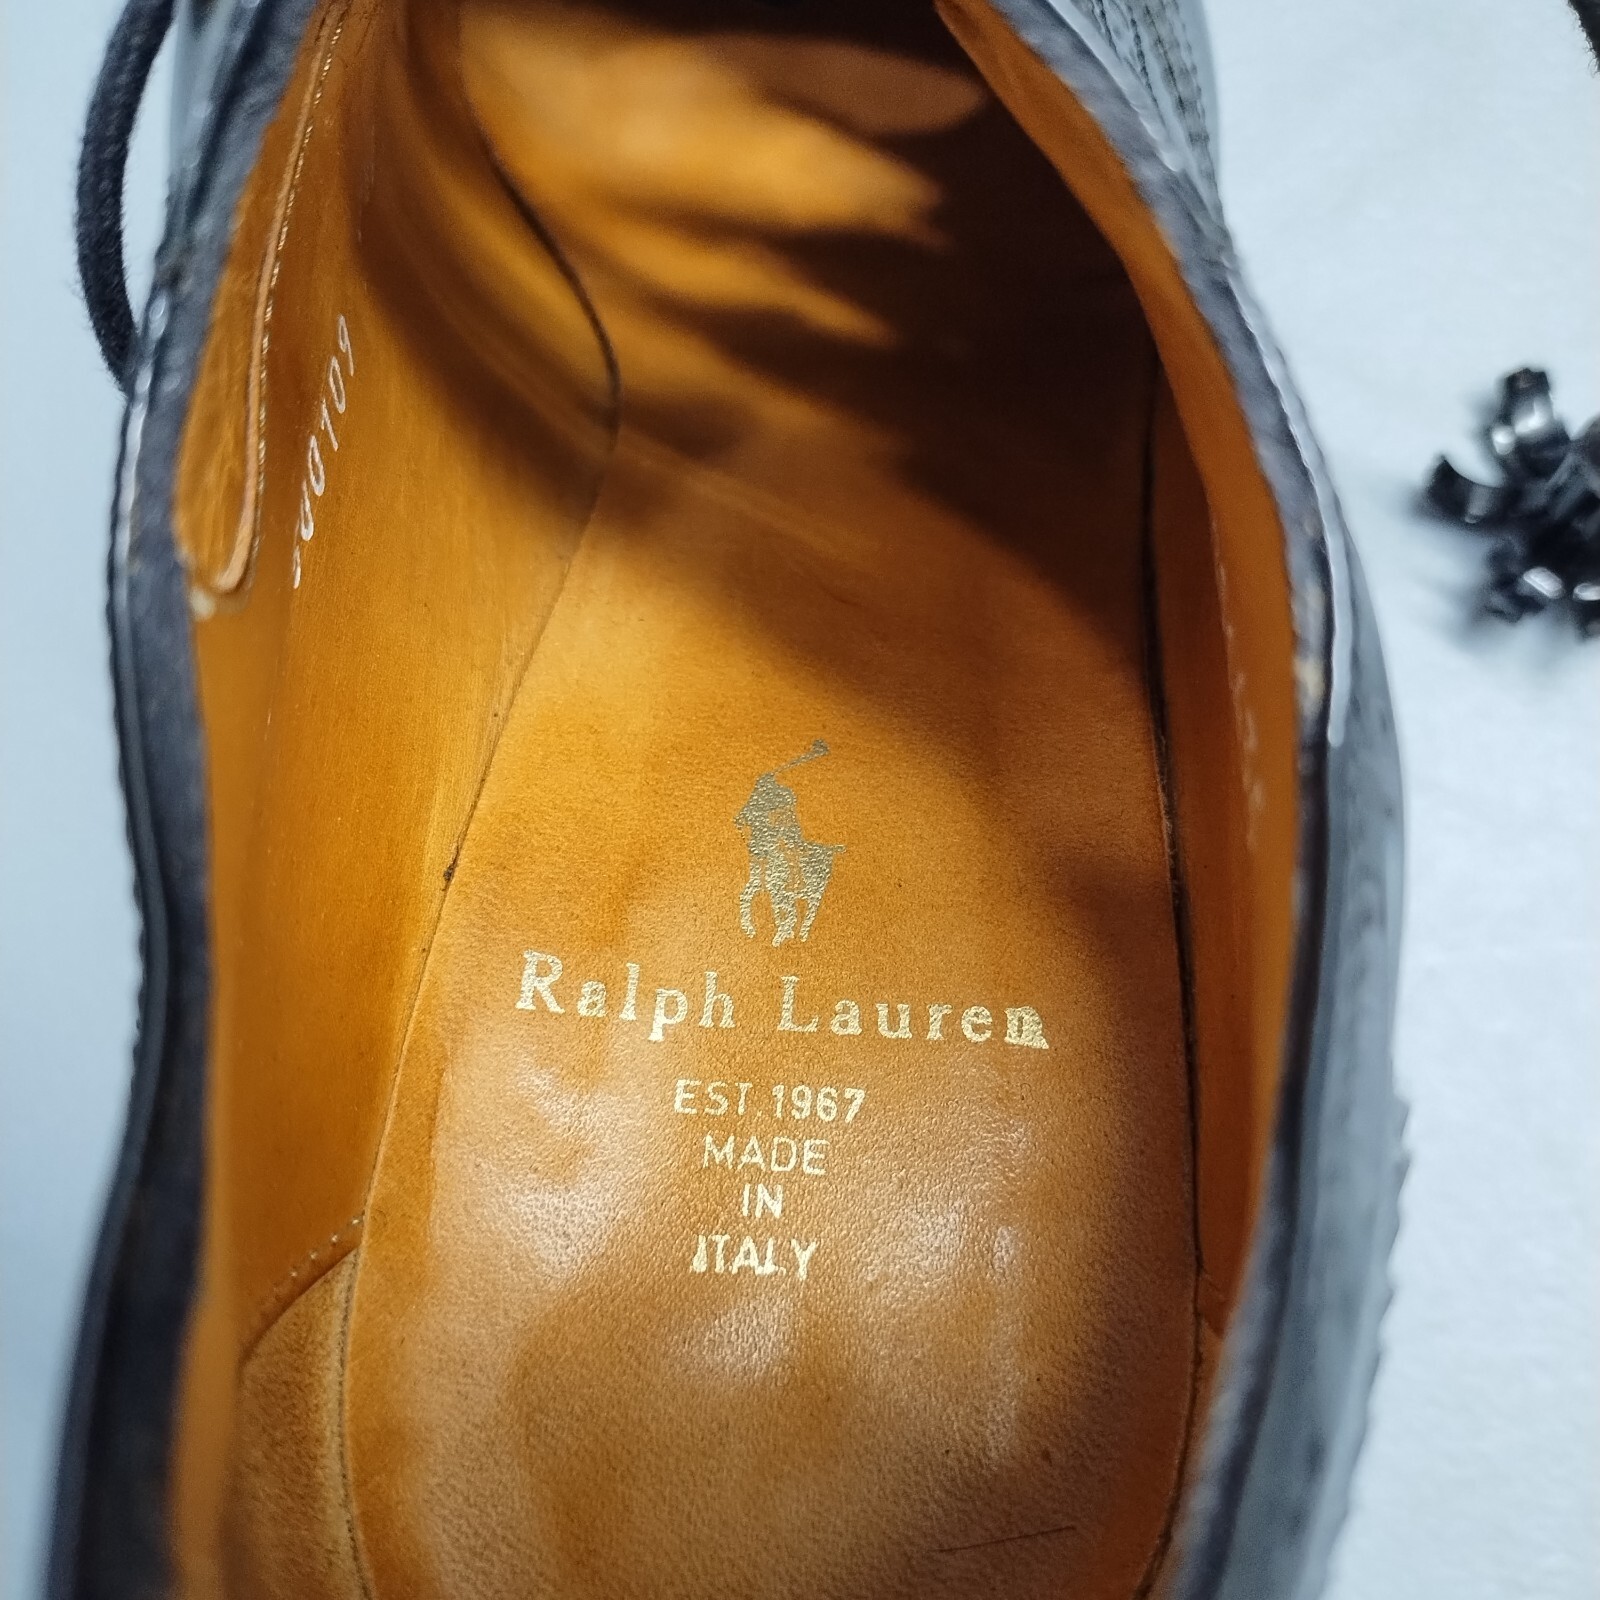 Ralph Lauren
EST. 1967
MADE
IN
ITALY